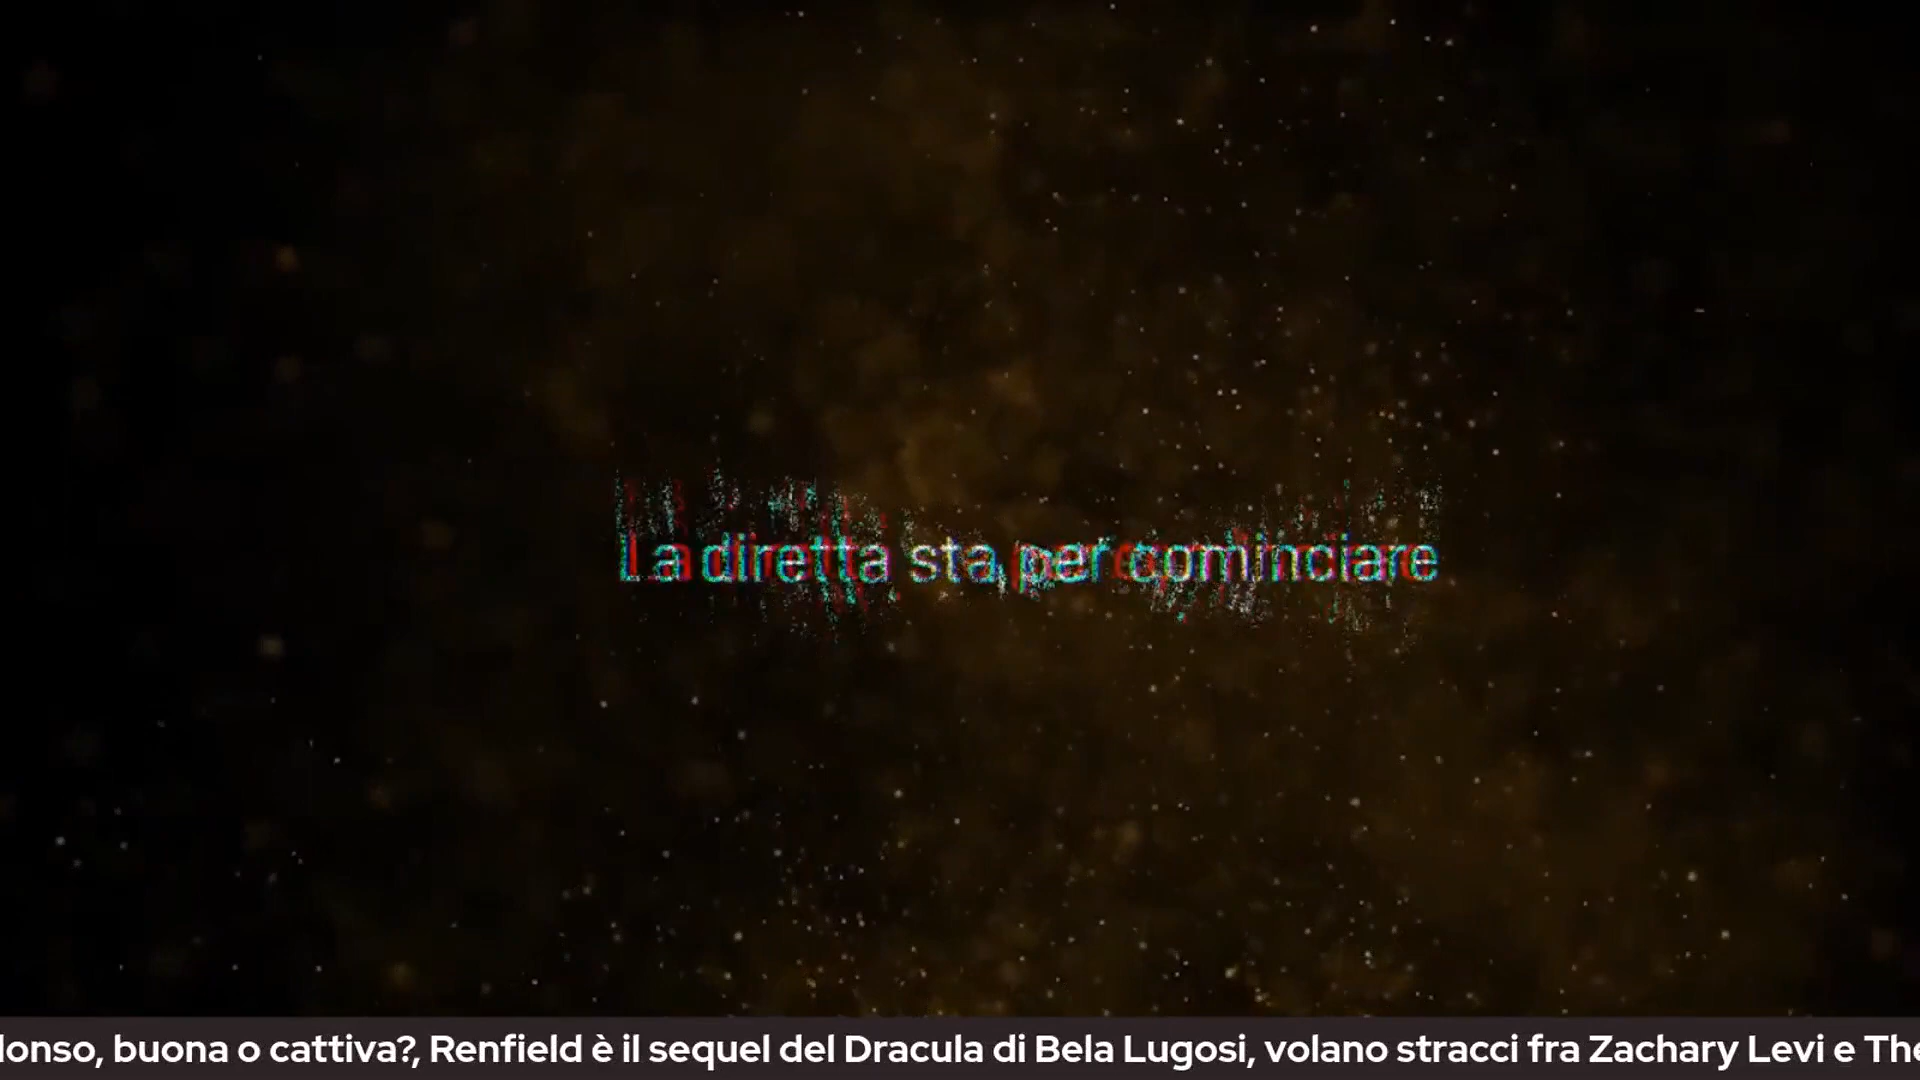 La diretta sta per cominciare
lonso, buona o cattiva?, Renfield è il sequel del Dracula di Bela Lugosi, volano stracci fra Zachary Levi e The